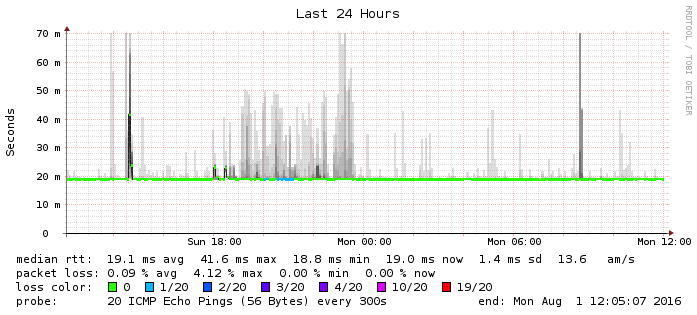 Last 24 Hours
RRDTOOL / TOBI OETIKER
70 m
60 m
50 m
40 m
30 m
20 m
10 m
0
Seconds
Sun 18:00 Mon 00:00 Mon 06:00 Mon 12:00
median rtt: 19.1 ms avg 41.6 ms max 18.8 ms min 19.0 ms now 1.4 ms sd 13.6 am/s
packet loss: 0.09 % avg 4.12 % max 0.00 % min 0.00 % now
loss color: 0 1/20 2/20 3/20 4/20 10/20 19/20
probe: 20 ICMP Echo Pings (56 Bytes) every 300s end: Mon Aug 1 12:05:07 2016